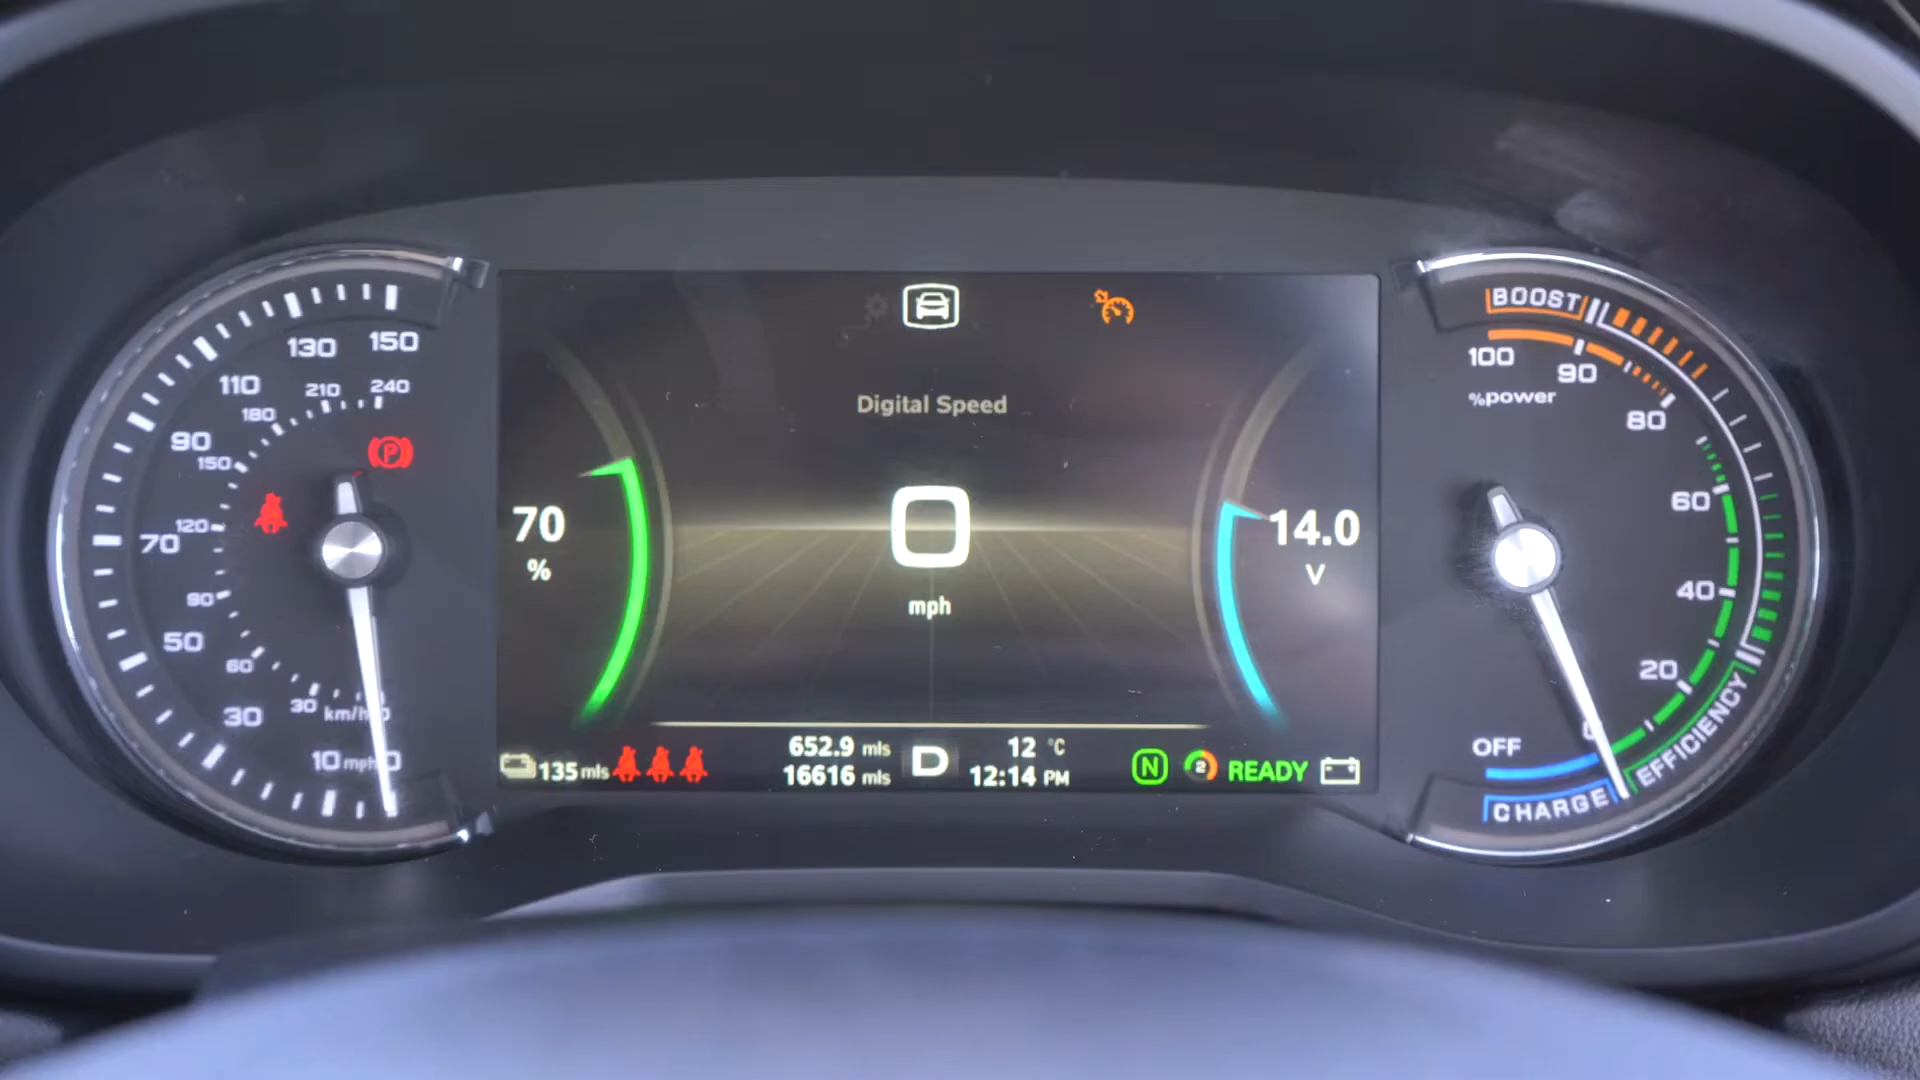 150
130
110
90
70
50
30
10 mph 0
240
210
180
150
120
90
60
30 km/h
P
Digital Speed
0
mph
70
%
14.0
V
135 mls
652.9 mls
16616 mls
D
12 °C
12:14 PM
N
2
READY
BOOST
100
90
%power
80
60
40
20
OFF
EFFICIENCY
CHARGE